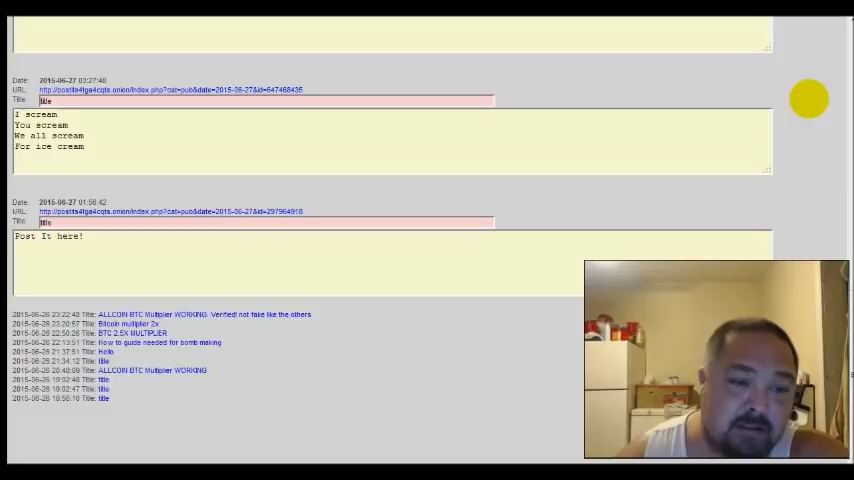 Date: 2015-06-27 03:27:48
URL: http://postits4tga4cqts.onion/index.php?cat=pub&date=2015-06-27&id=647468435
Title: title
I scream
You scream
We all scream
For ice cream
Date: 2015-06-27 01:56:42
URL: http://postits4tga4cqts.onion/index.php?cat=pub&date=2015-06-27&id=297964918
Title: title
Post It here!
2015-06-26 23:22:40 Title: ALLCOIN BTC Multiplier WORKING. Verified! not fake like the others
2015-06-26 23:20:57 Title: Bitcoin multiplier 2x
2015-06-26 22:50:26 Title: BTC 2.5X MULTIPLIER
2015-06-26 22:13:51 Title: How to guide needed for bomb making
2015-06-26 21:37:51 Title: Hello
2015-06-26 21:34:12 Title: title
2015-06-26 20:48:09 Title: ALLCOIN BTC Multiplier WORKING
2015-06-26 19:02:48 Title: title
2015-06-26 19:02:47 Title: title
2015-06-26 18:56:10 Title: title